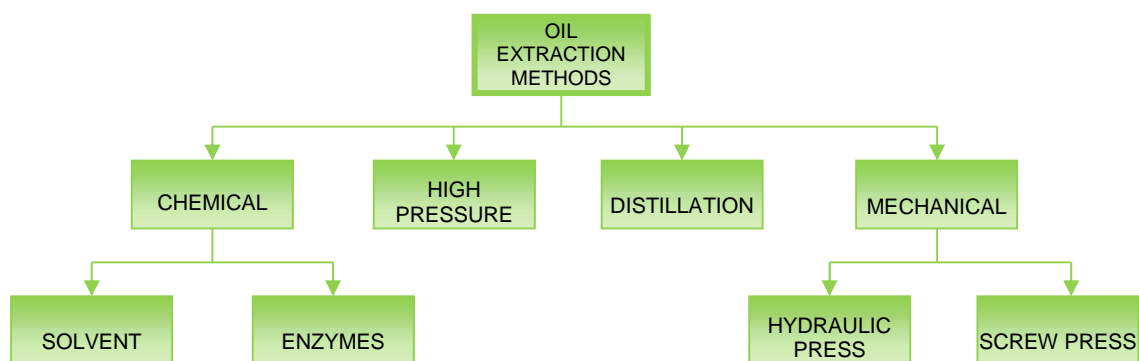 OIL
EXTRACTION
METHODS
CHEMICAL
HIGH
PRESSURE
DISTILLATION
MECHANICAL
SOLVENT
ENZYMES
HYDRAULIC
PRESS
SCREW PRESS